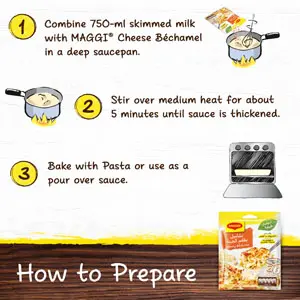 1
Combine 750-ml skimmed milk
with MAGGI® Cheese Béchamel
in a deep saucepan.
2
Stir over medium heat for about
5 minutes until sauce is thickened.
3
Bake with Pasta or use as a
pour over sauce.
MAGGI
How to Prepare